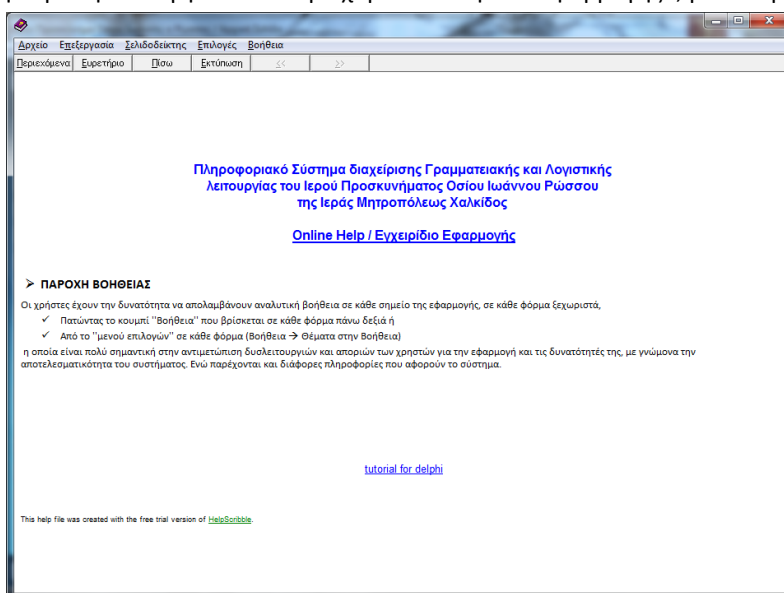 Αρχείο Επεξεργασία Σελιδοδείκτης Επιλογές Βοήθεια
Περιεχόμενα Ευρετήριο Πίσω Εκτύπωση << >>
Πληροφοριακό Σύστημα διαχείρισης Γραμματειακής και Λογιστικής
λειτουργίας του Ιερού Προσκυνήματος Οσίου Ιωάννου Ρώσσου
της Ιεράς Μητροπόλεως Χαλκίδος
Online Help / Εγχειρίδιο Εφαρμογής
➢ ΠΑΡΟΧΗ ΒΟΗΘΕΙΑΣ
Οι χρήστες έχουν την δυνατότητα να απολαμβάνουν αναλυτική βοήθεια σε κάθε σημείο της εφαρμογής, σε κάθε φόρμα ξεχωριστά,
✓ Πατώντας το κουμπί ''Βοήθεια'' που βρίσκεται σε κάθε φόρμα πάνω δεξιά ή
✓ Από το ''μενού επιλογών'' σε κάθε φόρμα (Βοήθεια → Θέματα στην Βοήθεια)
η οποία είναι πολύ σημαντική στην αντιμετώπιση δυσλειτουργιών και αποριών των χρηστών για την εφαρμογή και τις δυνατότητές της, με γνώμονα την
αποτελεσματικότητα του συστήματος. Ενώ παρέχονται και διάφορες πληροφορίες που αφορούν το σύστημα.
tutorial for delphi
This help file was created with the free trial version of HelpScribble.